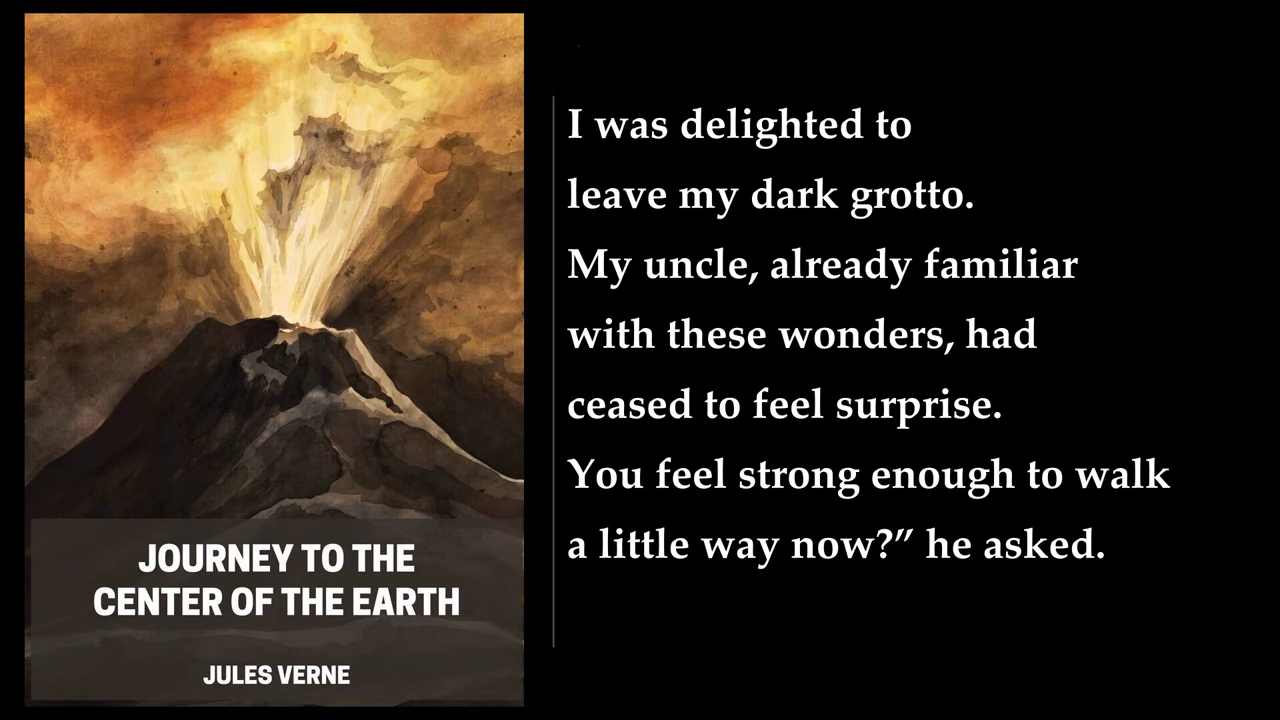 JOURNEY TO THE
CENTER OF THE EARTH
JULES VERNE
I was delighted to
leave my dark grotto.
My uncle, already familiar
with these wonders, had
ceased to feel surprise.
You feel strong enough to walk
a little way now?” he asked.